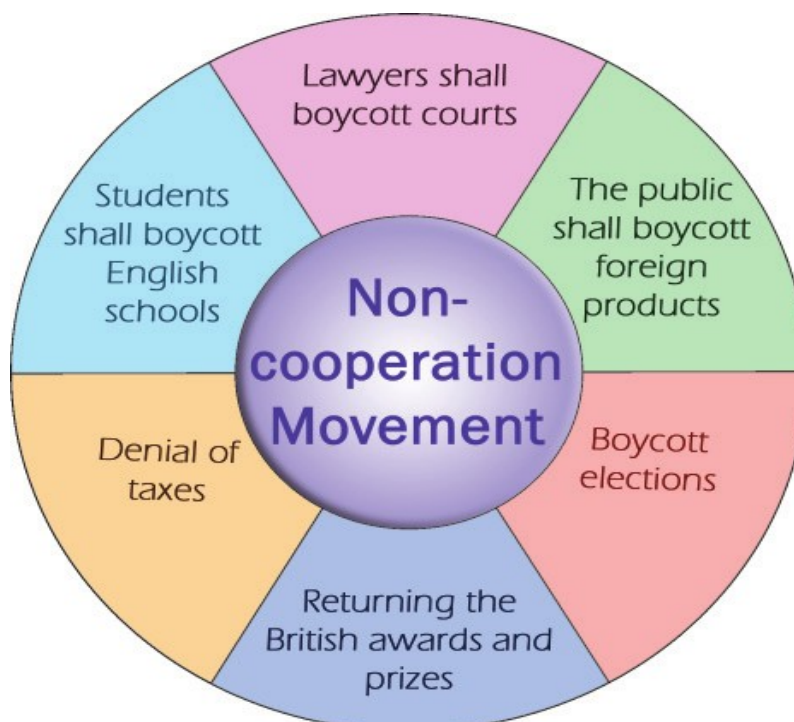 Lawyers shall
boycott courts
The public
shall boycott
foreign
products
Boycott
elections
Returning the
British awards and
prizes
Denial of
taxes
Students
shall boycott
English
schools
Non-
cooperation
Movement